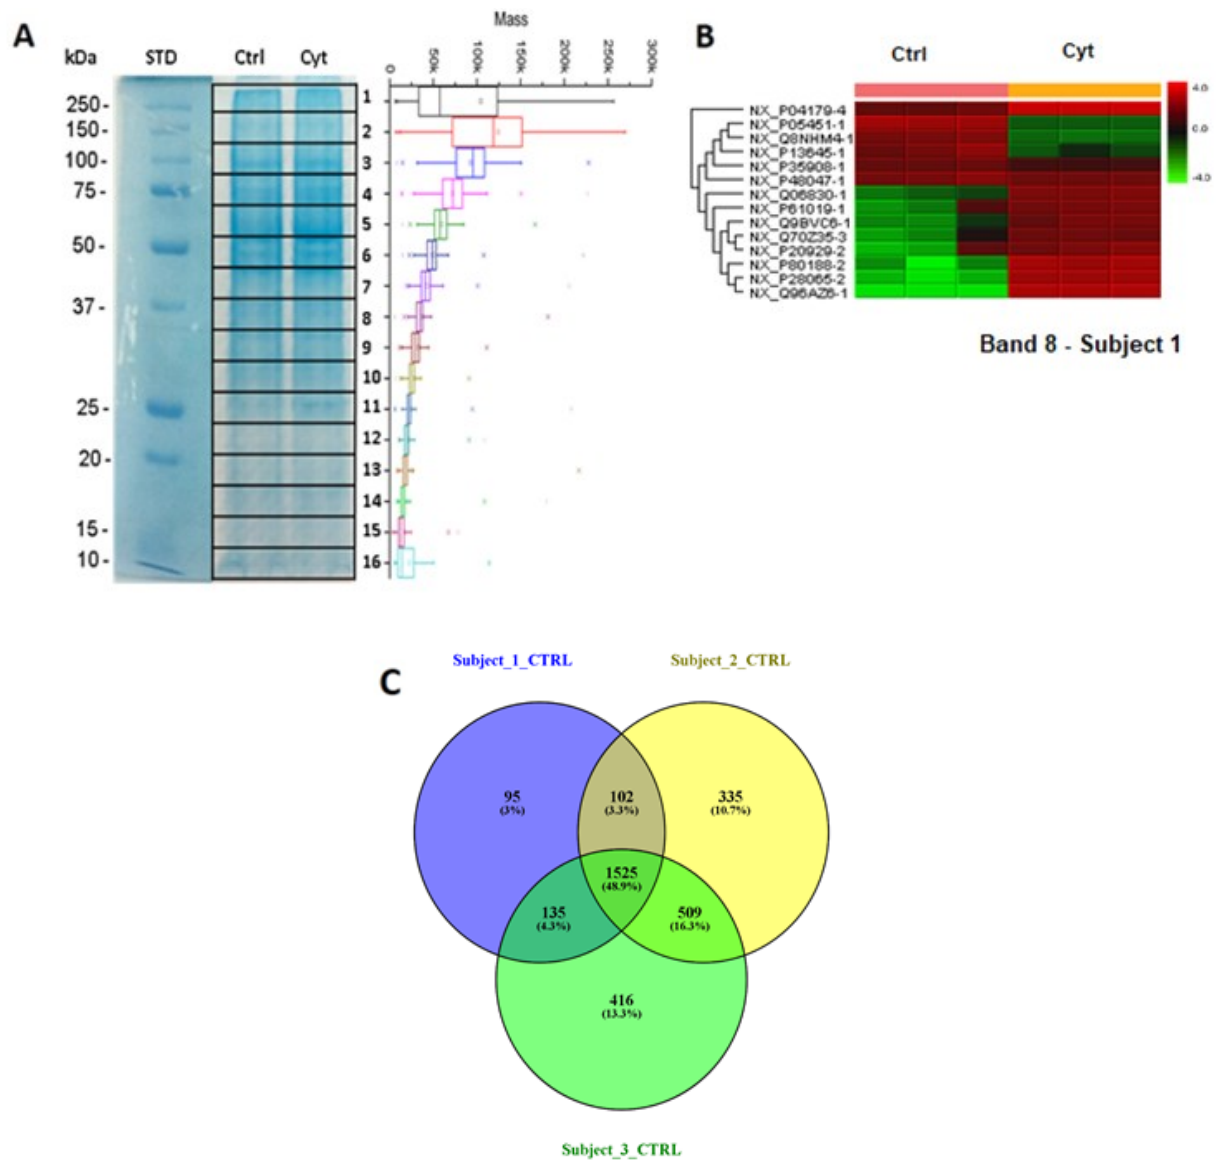 A
kDa STD Ctrl Cyt
250-
150-
100-
75-
50-
37-
25-
20-
15-
10-
Mass
0 50k 100k 150k 200k 250k 300k
1
2
3
4
5
6
7
8
9
10
11
12
13
14
15
16
B
Ctrl Cyt
NX_P04179-4
NX_P05451-1
NX_Q8NHM4-1
NX_P13645-1
NX_P35908-1
NX_P48047-1
NX_Q06830-1
NX_P61019-1
NX_Q9BVC6-1
NX_Q70Z35-3
NX_P20929-2
NX_P80188-2
NX_P28065-2
NX_Q96AZ6-1
4.0
0.0
-4.0
Band 8 - Subject 1
C
Subject_1_CTRL
Subject_2_CTRL
95
(3%)
102
(3.3%)
335
(10.7%)
1525
(48.9%)
135
(4.3%)
509
(16.3%)
416
(13.3%)
Subject_3_CTRL